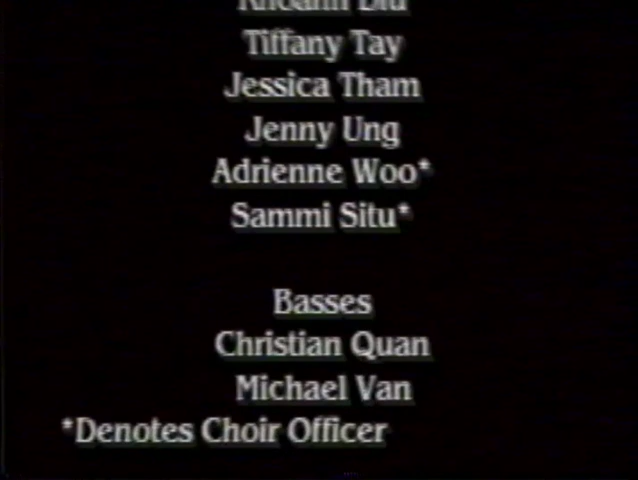 Tiffany Tay
Jessica Tham
Jenny Ung
Adrienne Woo*
Sammi Situ*
Basses
Christian Quan
Michael Van
*Denotes Choir Officer